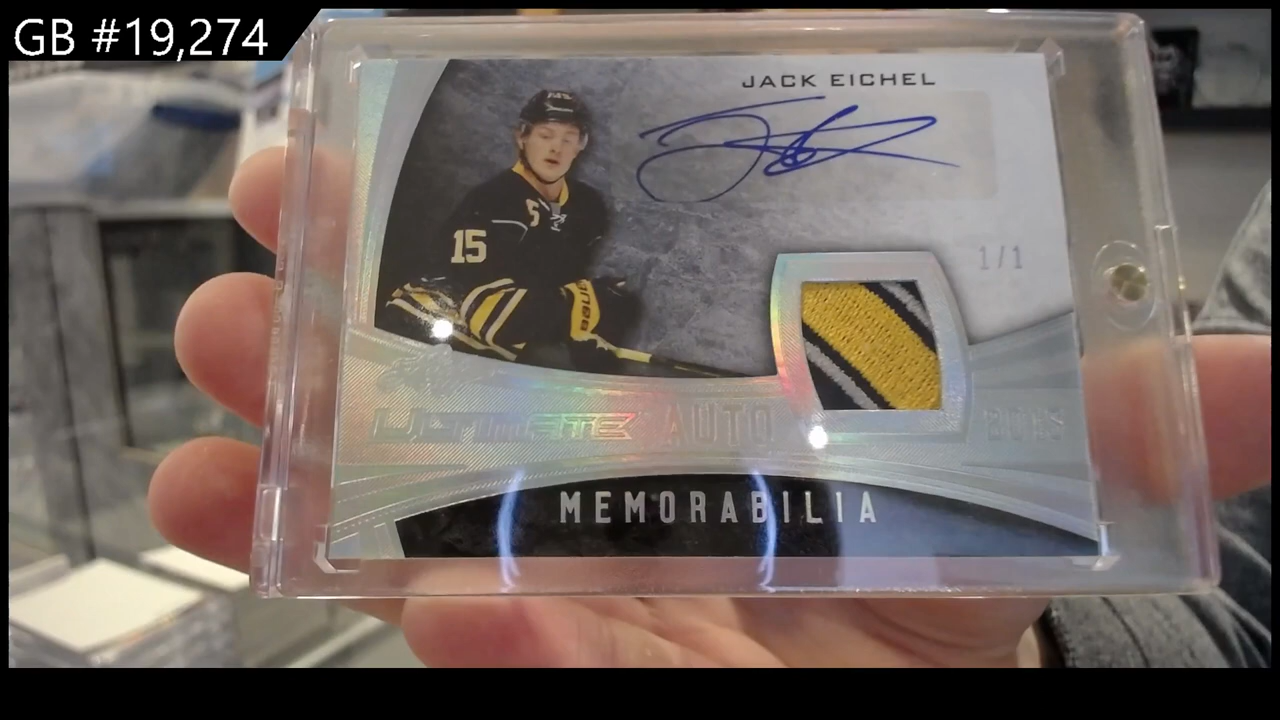 GB #19,274
JACK EICHEL
15
1/1
ULTIMATE AUTO
MEMORABILIA